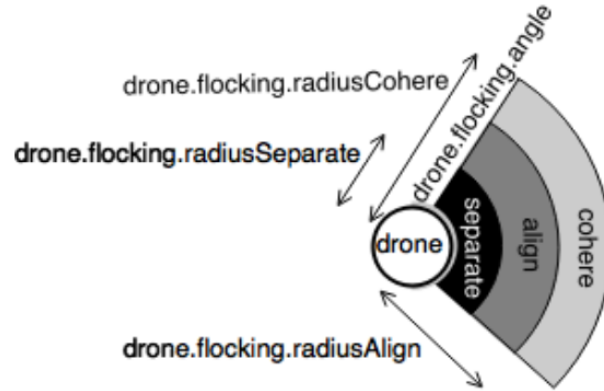 drone.flocking.radiusCohere
drone.flocking.angle
drone.flocking.radiusSeparate
drone
separate
align
cohere
drone.flocking.radiusAlign